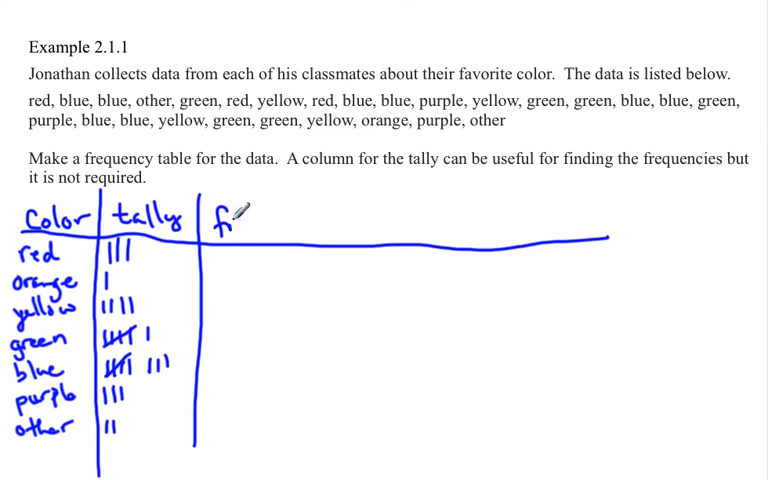 Example 2.1.1
Jonathan collects data from each of his classmates about their favorite color. The data is listed below.
red, blue, blue, other, green, red, yellow, red, blue, blue, purple, yellow, green, green, blue, blue, green,
purple, blue, blue, yellow, green, green, yellow, orange, purple, other
Make a frequency table for the data. A column for the tally can be useful for finding the frequencies but
it is not required.
Color tally fr
red |||
orange |
yellow ||||
green |||| |
blue |||| |||
purple |||
other ||